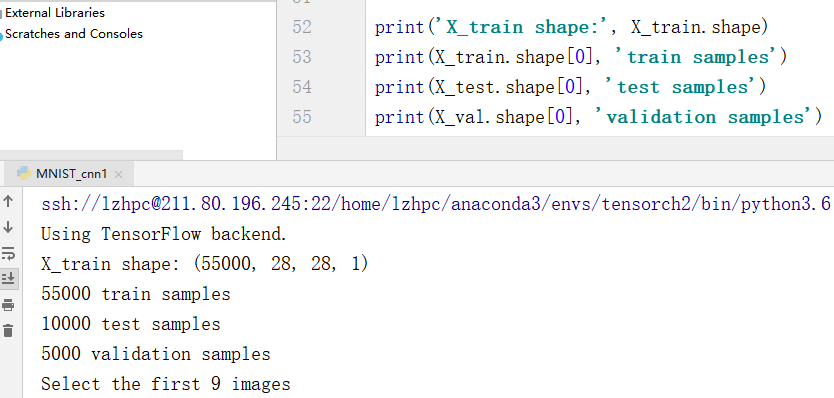 External Libraries
Scratches and Consoles
52 print('X_train shape:', X_train.shape)
53 print(X_train.shape[0], 'train samples')
54 print(X_test.shape[0], 'test samples')
55 print(X_val.shape[0], 'validation samples')
MNIST_cnn1
ssh://lzhpc@211.80.196.245:22/home/lzhpc/anaconda3/envs/tensorch2/bin/python3.6
Using TensorFlow backend.
X_train shape: (55000, 28, 28, 1)
55000 train samples
10000 test samples
5000 validation samples
Select the first 9 images